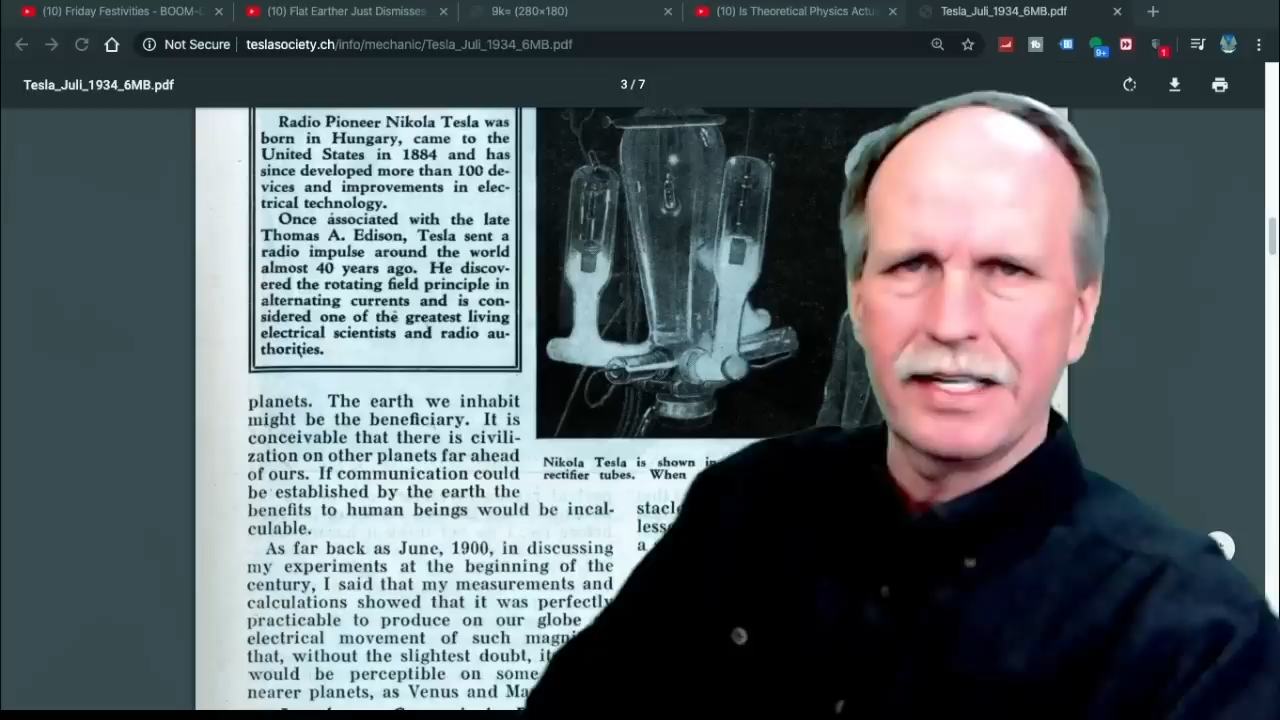 (10) Friday Festivities - BOOM-
(10) Flat Earther Just Dismisses
9k= (280×180)
(10) Is Theoretical Physics Actu
Tesla_Juli_1934_6MB.pdf
Not Secure
teslasociety.ch/info/mechanic/Tesla_Juli_1934_6MB.pdf
9+
1
Tesla_Juli_1934_6MB.pdf
3 / 7
Radio Pioneer Nikola Tesla was
born in Hungary, came to the
United States in 1884 and has
since developed more than 100 de-
vices and improvements in elec-
trical technology.
Once associated with the late
Thomas A. Edison, Tesla sent a
radio impulse around the world
almost 40 years ago. He discov-
ered the rotating field principle in
alternating currents and is con-
sidered one of the greatest living
electrical scientists and radio au-
thorities.
planets. The earth we inhabit
might be the beneficiary. It is
conceivable that there is civili-
zation on other planets far ahead
of ours. If communication could
be established by the earth the
benefits to human beings would be incal-
culable.
As far back as June, 1900, in discussing
my experiments at the beginning of the
century, I said that my measurements and
calculations showed that it was perfectly
practicable to produce on our globe
electrical movement of such magni
that, without the slightest doubt, it
would be perceptible on some
nearer planets, as Venus and Ma
Nikola Tesla is shown in
rectifier tubes. When
stacl
less
a